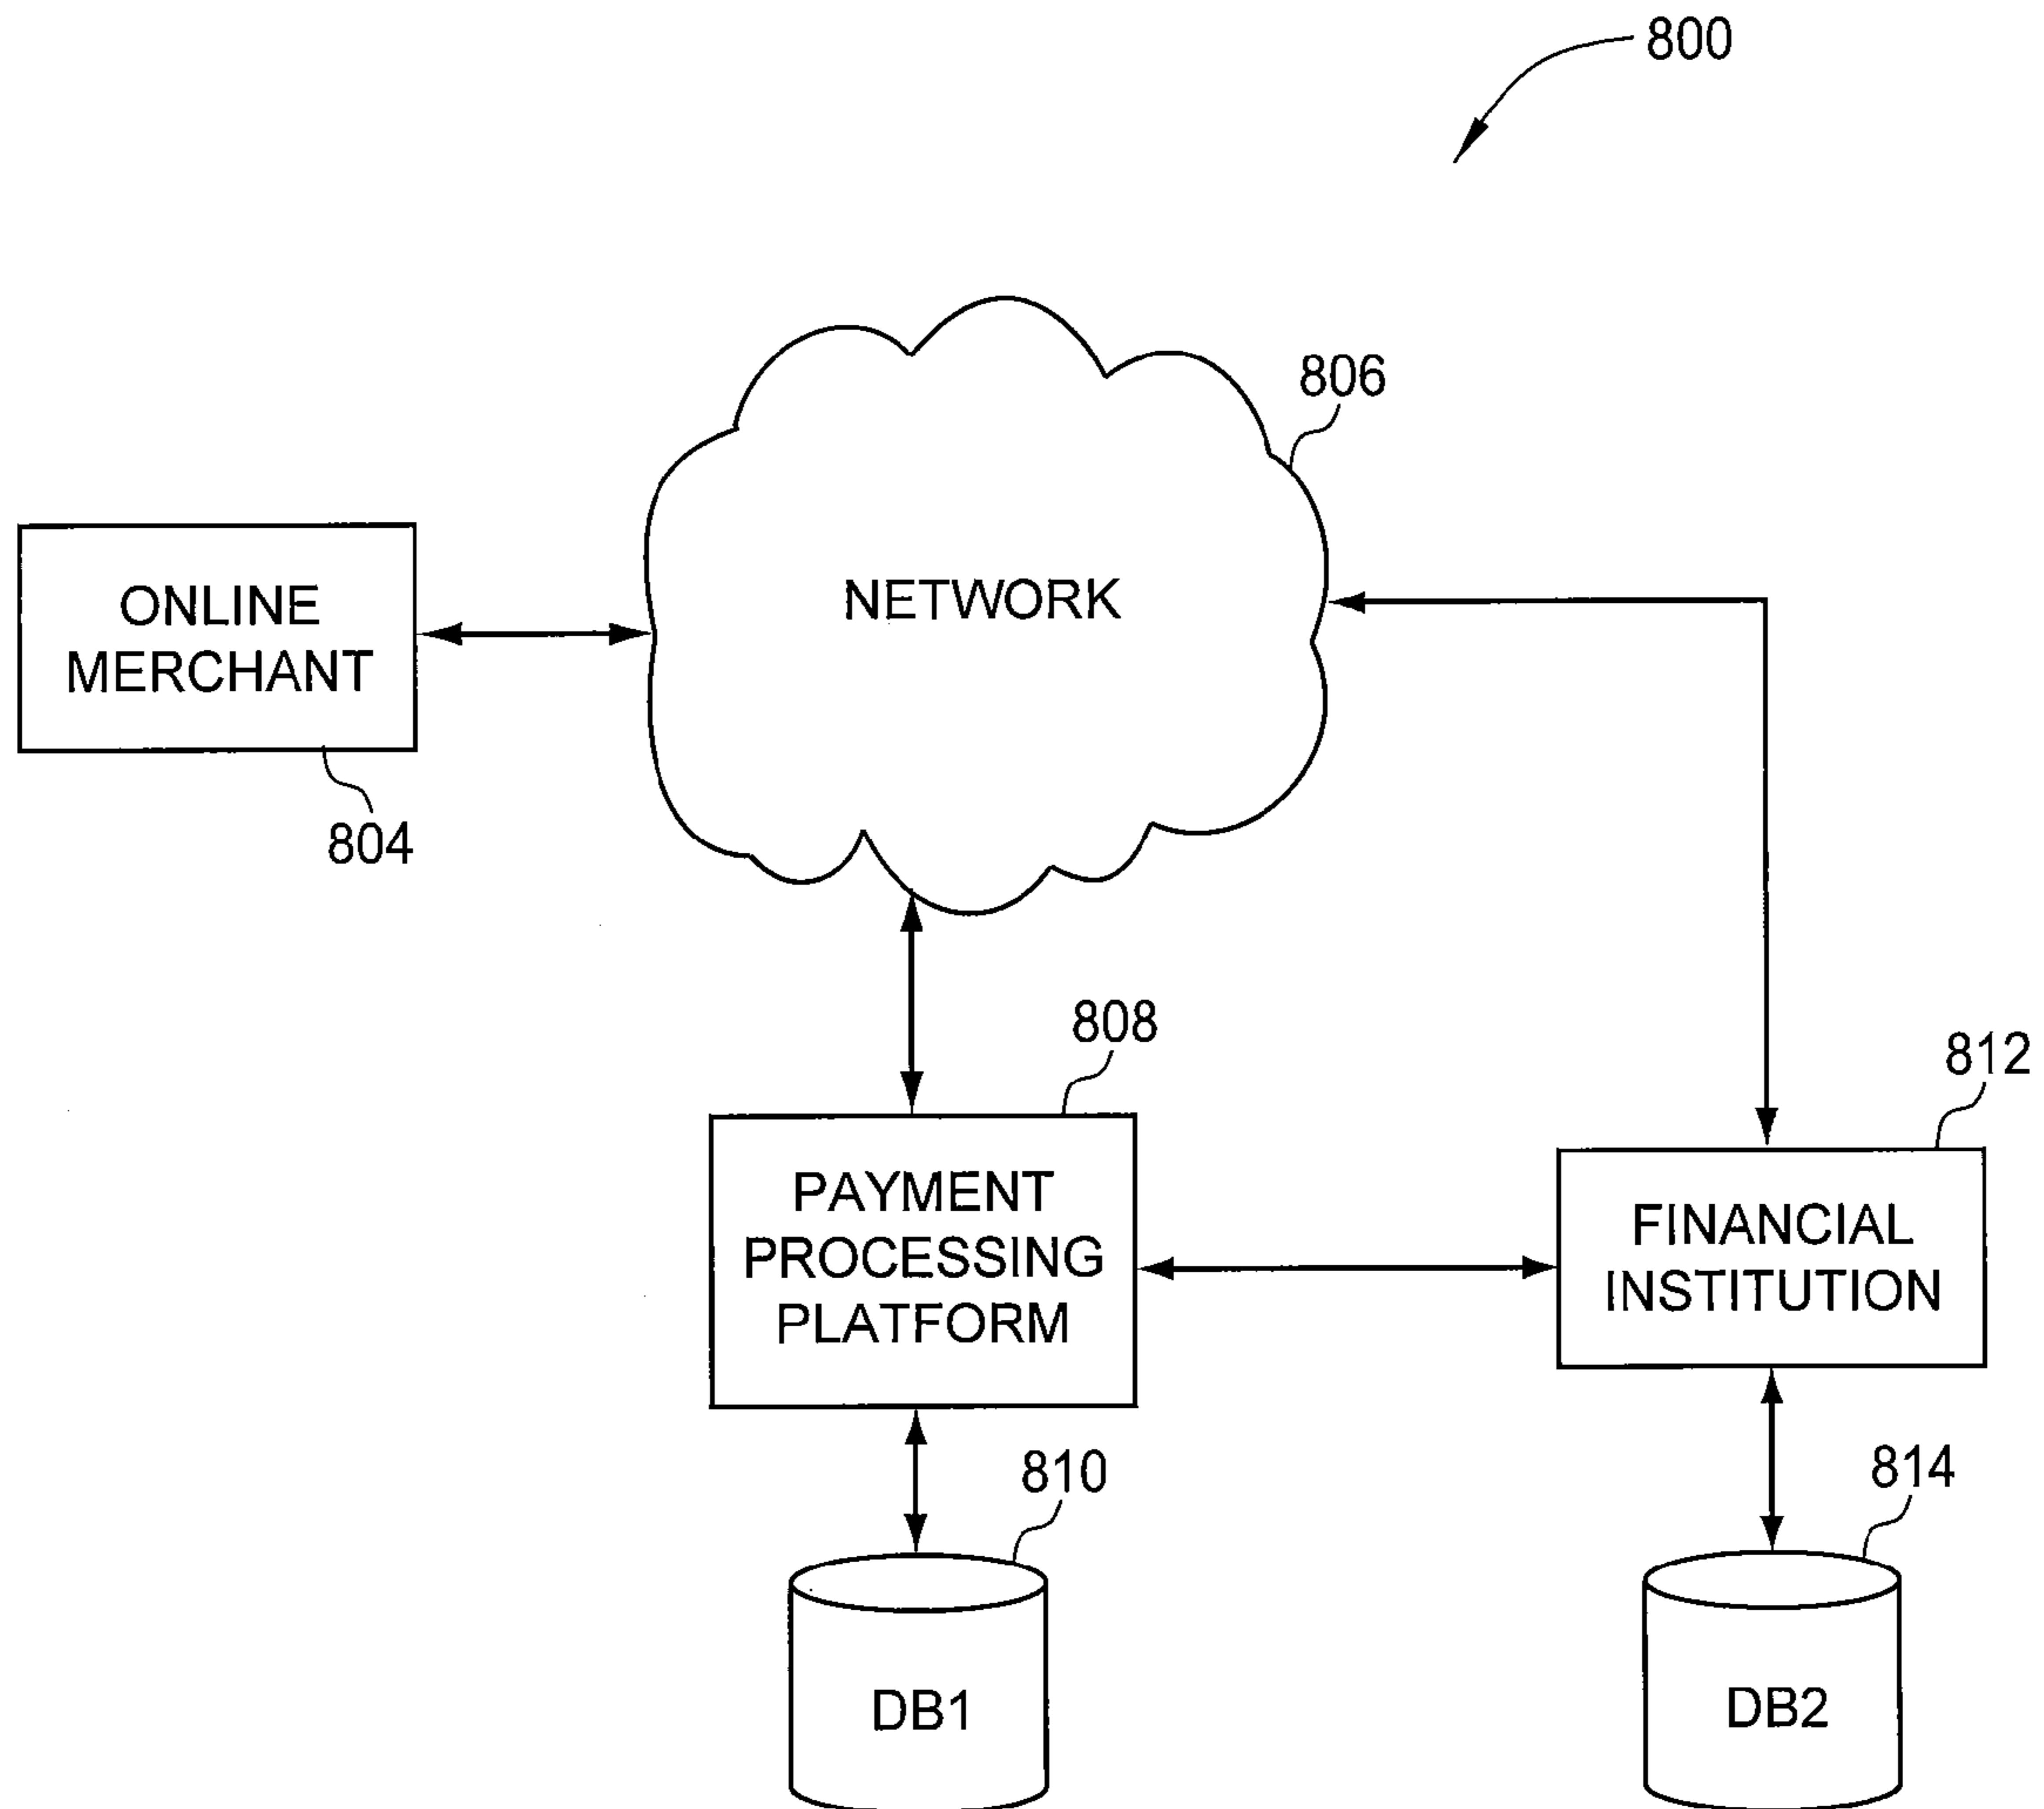 800
806
NETWORK
ONLINE
MERCHANT
804
808
812
PAYMENT
PROCESSING
PLATFORM
FINANCIAL
INSTITUTION
810
814
DB1
DB2